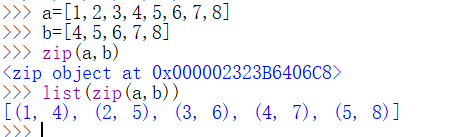 >>> a=[1,2,3,4,5,6,7,8]
>>> b=[4,5,6,7,8]
>>> zip(a,b)
<zip object at 0x000002323B6406C8>
>>> list(zip(a,b))
[(1, 4), (2, 5), (3, 6), (4, 7), (5, 8)]
>>>